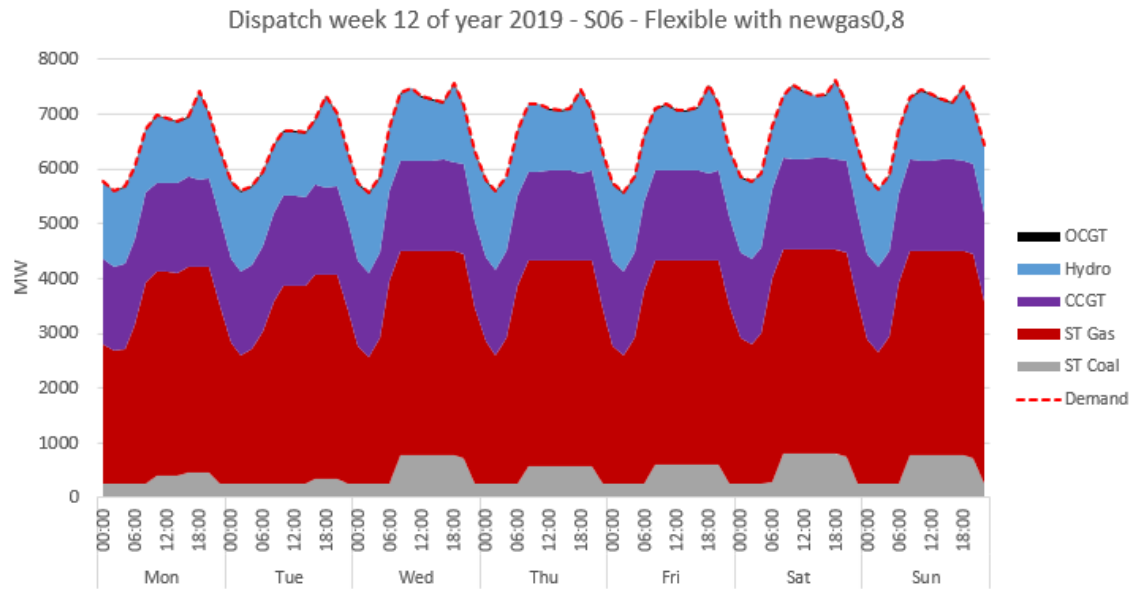 Dispatch week 12 of year 2019 - S06 - Flexible with newgas0,8
8000
7000
6000
5000
4000
3000
2000
1000
0
MW
00:00 06:00 12:00 18:00 00:00 06:00 12:00 18:00 00:00 06:00 12:00 18:00 00:00 06:00 12:00 18:00 00:00 06:00 12:00 18:00 00:00 06:00 12:00 18:00 00:00 06:00 12:00 18:00
Mon Tue Wed Thu Fri Sat Sun
OCGT
Hydro
CCGT
ST Gas
ST Coal
Demand